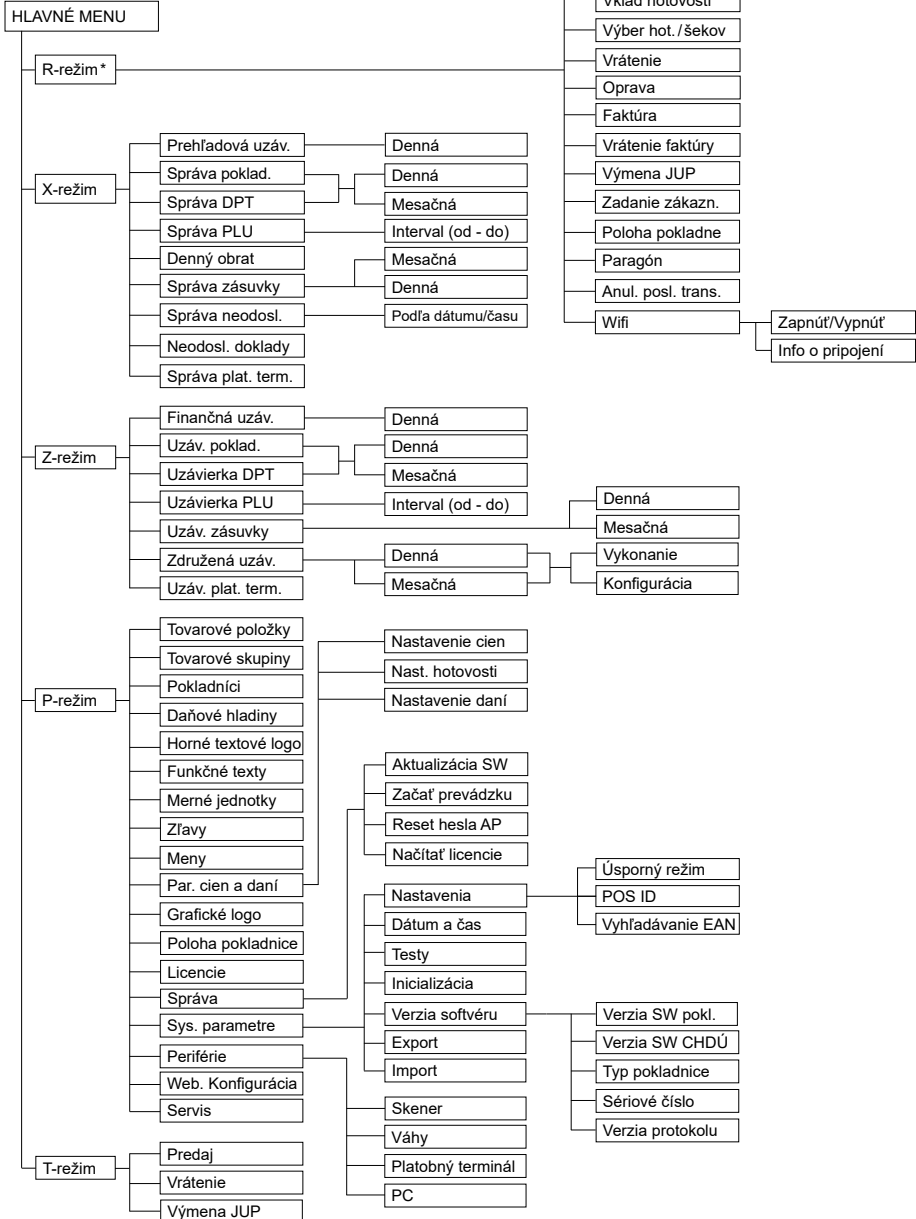 HLAVNÉ MENU
R-režim*
Vklad hotovosti
Výber hot./šekov
Vrátenie
Oprava
Faktúra
Vrátenie faktúry
Výmena JUP
Zadanie zákazn.
Poloha pokladne
Paragón
Anul. posl. trans.
Wifi
Zapnúť/Vypnúť
Info o pripojení
X-režim
Prehľadová uzáv.
Denná
Správa poklad.
Denná
Správa DPT
Mesačná
Správa PLU
Interval (od - do)
Denný obrat
Mesačná
Správa zásuvky
Denná
Správa neodosl.
Podľa dátumu/času
Neodosl. doklady
Správa plat. term.
Z-režim
Finančná uzáv.
Denná
Uzáv. poklad.
Denná
Uzávierka DPT
Mesačná
Uzávierka PLU
Interval (od - do)
Uzáv. zásuvky
Denná
Mesačná
Združená uzáv.
Denná
Mesačná
Vykonanie
Konfigurácia
Uzáv. plat. term.
P-režim
Tovarové položky
Tovarové skupiny
Pokladníci
Daňové hladiny
Horné textové logo
Funkčné texty
Merné jednotky
Zľavy
Meny
Par. cien a daní
Nastavenie cien
Nast. hotovosti
Nastavenie daní
Grafické logo
Poloha pokladnice
Licencie
Správa
Aktualizácia SW
Začať prevádzku
Reset hesla AP
Načítať licencie
Sys. parametre
Nastavenia
Úsporný režim
POS ID
Vyhľadávanie EAN
Dátum a čas
Testy
Inicializácia
Verzia softvéru
Verzia SW pokl.
Verzia SW CHDÚ
Typ pokladnice
Sériové číslo
Verzia protokolu
Export
Import
Periférie
Skener
Váhy
Platobný terminál
PC
Web. Konfigurácia
Servis
T-režim
Predaj
Vrátenie
Výmena JUP